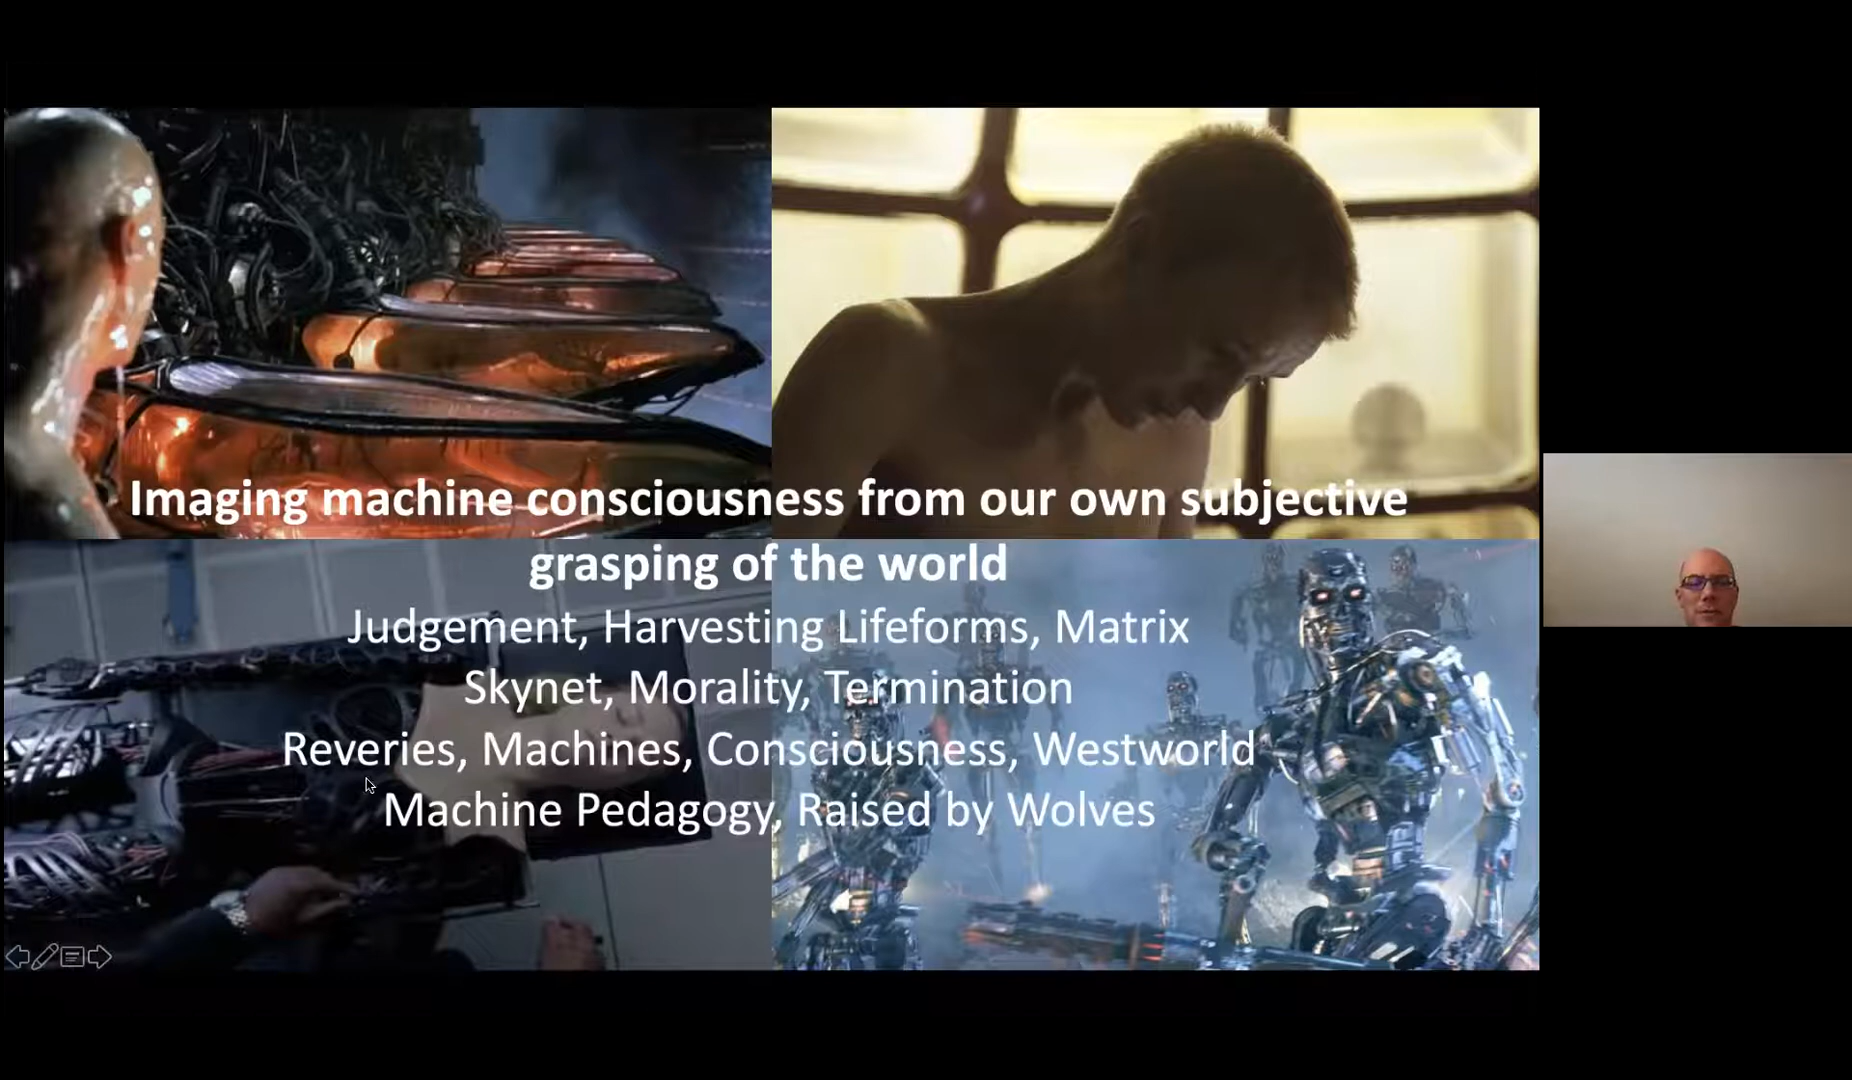 Imaging machine consciousness from our own subjective
grasping of the world
Judgement, Harvesting Lifeforms, Matrix
Skynet, Morality, Termination
Reveries, Machines, Consciousness, Westworld
Machine Pedagogy, Raised by Wolves